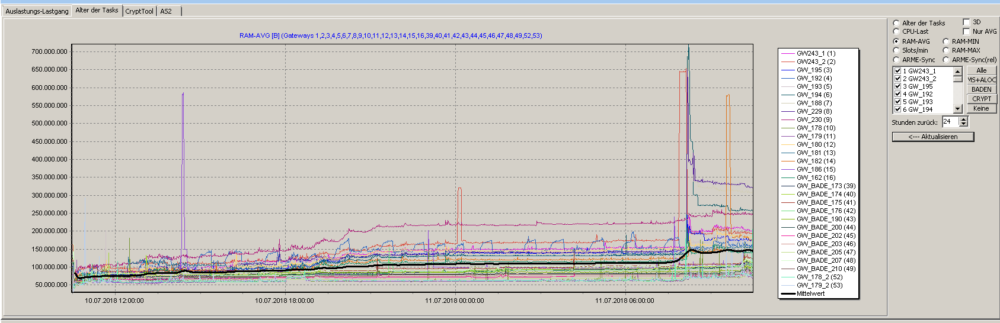 Auslastungs-Lastgang Alter der Tasks CryptTool AS2
RAM-AVG [B] (Gateways 1,2,3,4,5,6,7,8,9,10,11,12,13,14,15,16,39,40,41,42,43,44,45,46,47,48,49,52,53)
700.000.000
650.000.000
600.000.000
550.000.000
500.000.000
450.000.000
400.000.000
350.000.000
300.000.000
250.000.000
200.000.000
150.000.000
100.000.000
50.000.000
10.07.2018 12:00:00 10.07.2018 18:00:00 11.07.2018 00:00:00 11.07.2018 06:00:00
GW243_1 (1)
GW243_2 (2)
GW_195 (3)
GW_192 (4)
GW_193 (5)
GW_194 (6)
GW_188 (7)
GW_229 (8)
GW_230 (9)
GW_178 (10)
GW_179 (11)
GW_180 (12)
GW_181 (13)
GW_182 (14)
GW_186 (15)
GW_162 (16)
GW_BADE_173 (39)
GW_BADE_174 (40)
GW_BADE_175 (41)
GW_BADE_176 (42)
GW_BADE_190 (43)
GW_BADE_200 (44)
GW_BADE_202 (45)
GW_BADE_203 (46)
GW_BADE_205 (47)
GW_BADE_207 (48)
GW_BADE_210 (49)
GW_178_2 (52)
GW_179_2 (53)
Mittelwert
Alter der Tasks 3D
CPU-Last Nur AVG
RAM-AVG RAM-MIN
Slots/min RAM-MAX
ARME-Sync ARME-Sync(rel)
1 GW243_1
2 GW243_2
3 GW_195
4 GW_192
5 GW_193
6 GW_194
Alle
MS+ALOC
BADEN
CRYPT
Keine
Stunden zurück: 24
<--- Aktualisieren